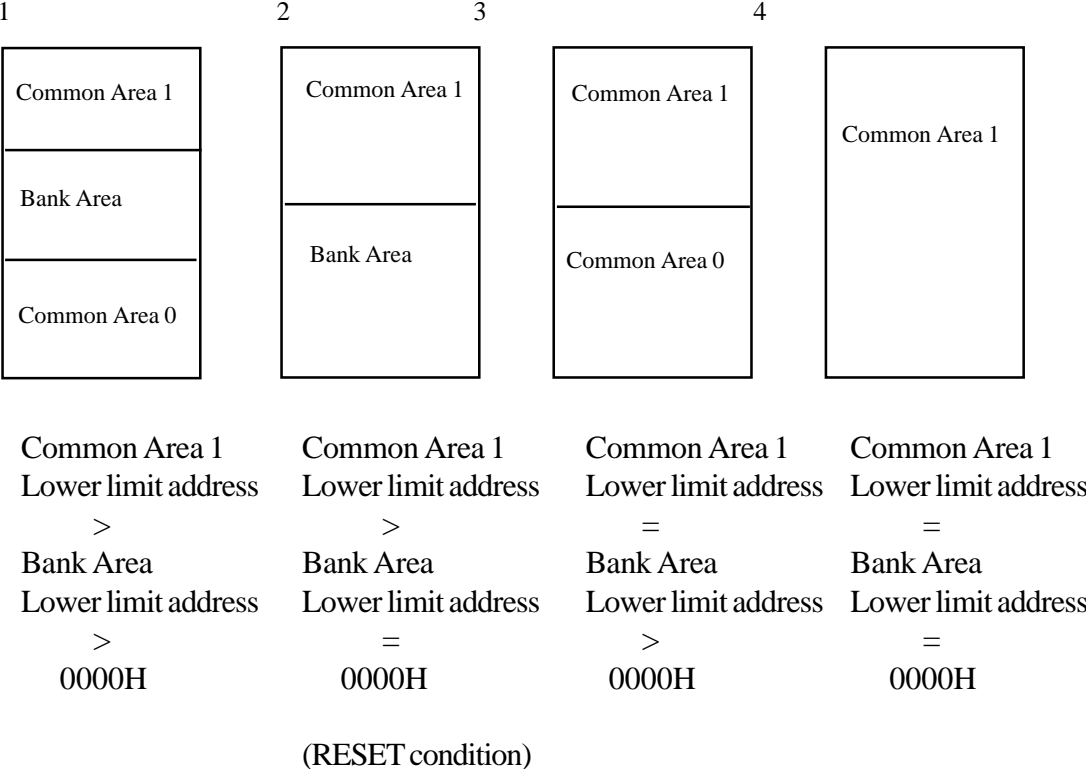 1 2 3 4
Common Area 1
Bank Area
Common Area 0
Common Area 1
Bank Area
Common Area 1
Common Area 0
Common Area 1
Common Area 1
Lower limit address
>
Bank Area
Lower limit address
>
0000H
Common Area 1
Lower limit address
>
Bank Area
Lower limit address
=
0000H
(RESET condition)
Common Area 1
Lower limit address
=
Bank Area
Lower limit address
>
0000H
Common Area 1
Lower limit address
=
Bank Area
Lower limit address
=
0000H